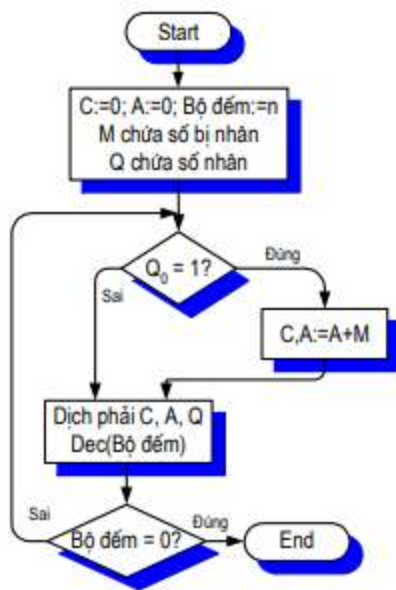 Start
C:=0; A:=0; Bộ đếm:=n
M chứa số bị nhân
Q chứa số nhân
Q0 = 1?
Đúng
Sai
C,A:=A+M
Dịch phải C, A, Q
Dec(Bộ đếm)
Sai
Bộ đếm = 0?
Đúng
End